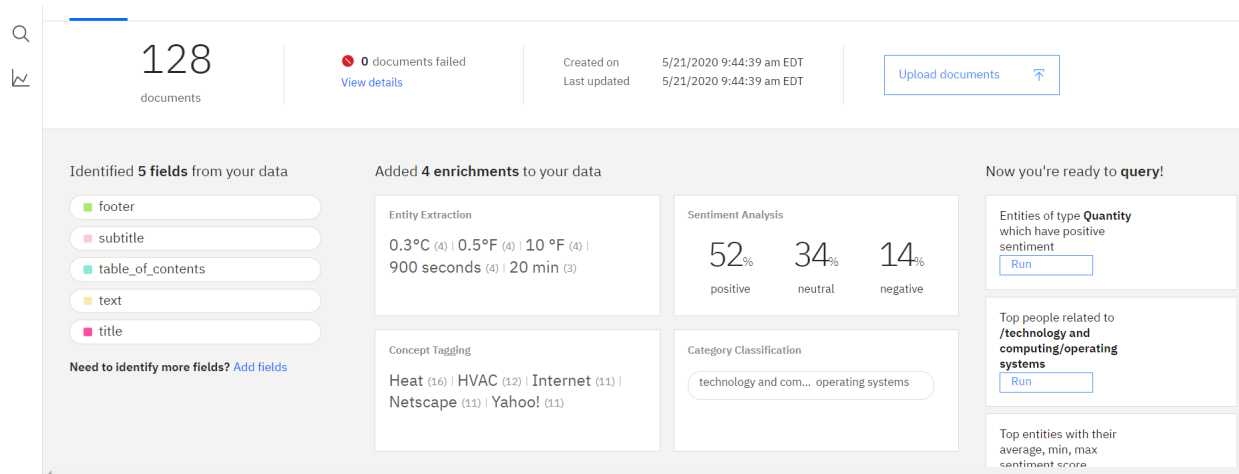 128
documents
0 documents failed
View details
Created on 5/21/2020 9:44:39 am EDT
Last updated 5/21/2020 9:44:39 am EDT
Upload documents
Identified 5 fields from your data
footer
subtitle
table_of_contents
text
title
Need to identify more fields? Add fields
Added 4 enrichments to your data
Entity Extraction
0.3°C (4) | 0.5°F (4) | 10 °F (4) |
900 seconds (4) | 20 min (3)
Sentiment Analysis
52% 34% 14%
positive neutral negative
Concept Tagging
Heat (16) | HVAC (12) | Internet (11) |
Netscape (11) | Yahoo! (11)
Category Classification
technology and com... operating systems
Now you're ready to query!
Entities of type Quantity
which have positive
sentiment
Run
Top people related to
/technology and
computing/operating
systems
Run
Top entities with their
average, min, max
sentiment score